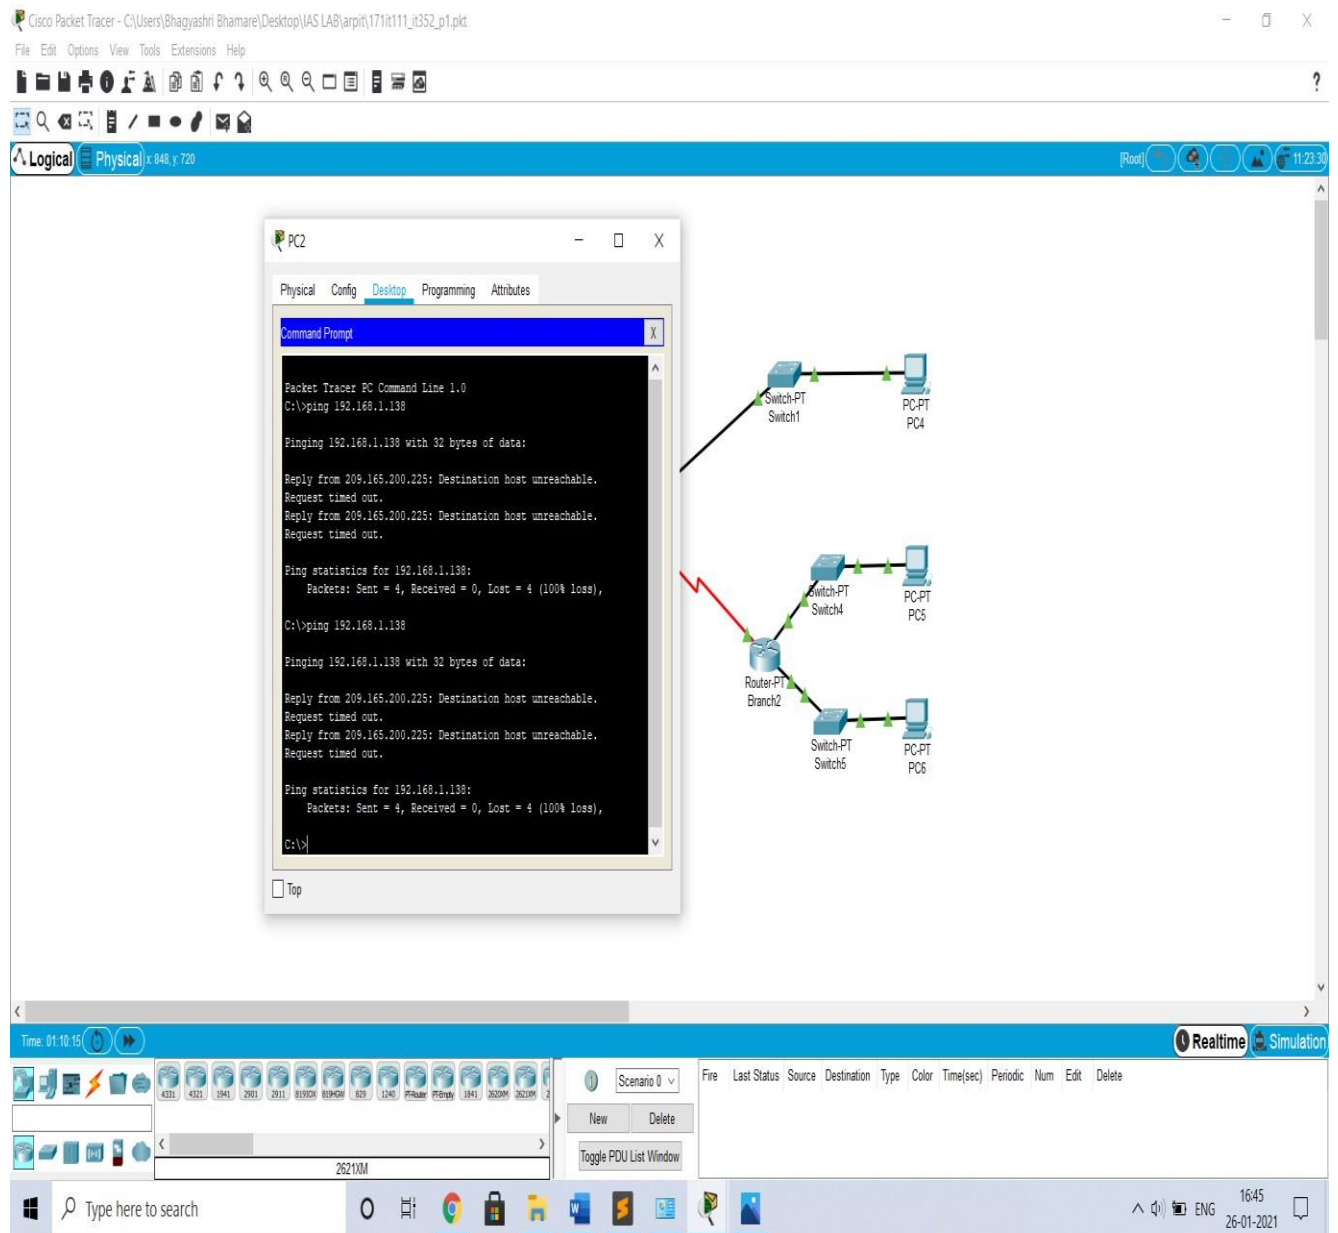 Cisco Packet Tracer - C:\Users\Bhagyashri Bhamare\Desktop\IAS LAB\arpit\171it111_it352_p1.pkt
File Edit Options View Tools Extensions Help
?
Logical Physical x: 848, y: 720 [Root] 11:23:30
PC2
Physical Config Desktop Programming Attributes
Command Prompt X
Packet Tracer PC Command Line 1.0
C:\>ping 192.168.1.138
Pinging 192.168.1.138 with 32 bytes of data:
Reply from 209.165.200.225: Destination host unreachable.
Request timed out.
Reply from 209.165.200.225: Destination host unreachable.
Request timed out.
Ping statistics for 192.168.1.138:
Packets: Sent = 4, Received = 0, Lost = 4 (100% loss),
C:\>ping 192.168.1.138
Pinging 192.168.1.138 with 32 bytes of data:
Reply from 209.165.200.225: Destination host unreachable.
Request timed out.
Reply from 209.165.200.225: Destination host unreachable.
Request timed out.
Ping statistics for 192.168.1.138:
Packets: Sent = 4, Received = 0, Lost = 4 (100% loss),
C:\>
Top
Switch-PT
Switch1
PC-PT
PC4
Switch-PT
Switch4
PC-PT
PC5
Router-PT
Branch2
Switch-PT
Switch5
PC-PT
PC6
Time: 01:10:15 Realtime Simulation
4331 4321 1941 2901 2911 819IOX 819HGW 829 1240 PT-Router PT-Empty 1841 2620XM 2621XM 2
2621XM
Scenario 0
New Delete
Toggle PDU List Window
Fire Last Status Source Destination Type Color Time(sec) Periodic Num Edit Delete
Type here to search
ENG
16:45
26-01-2021